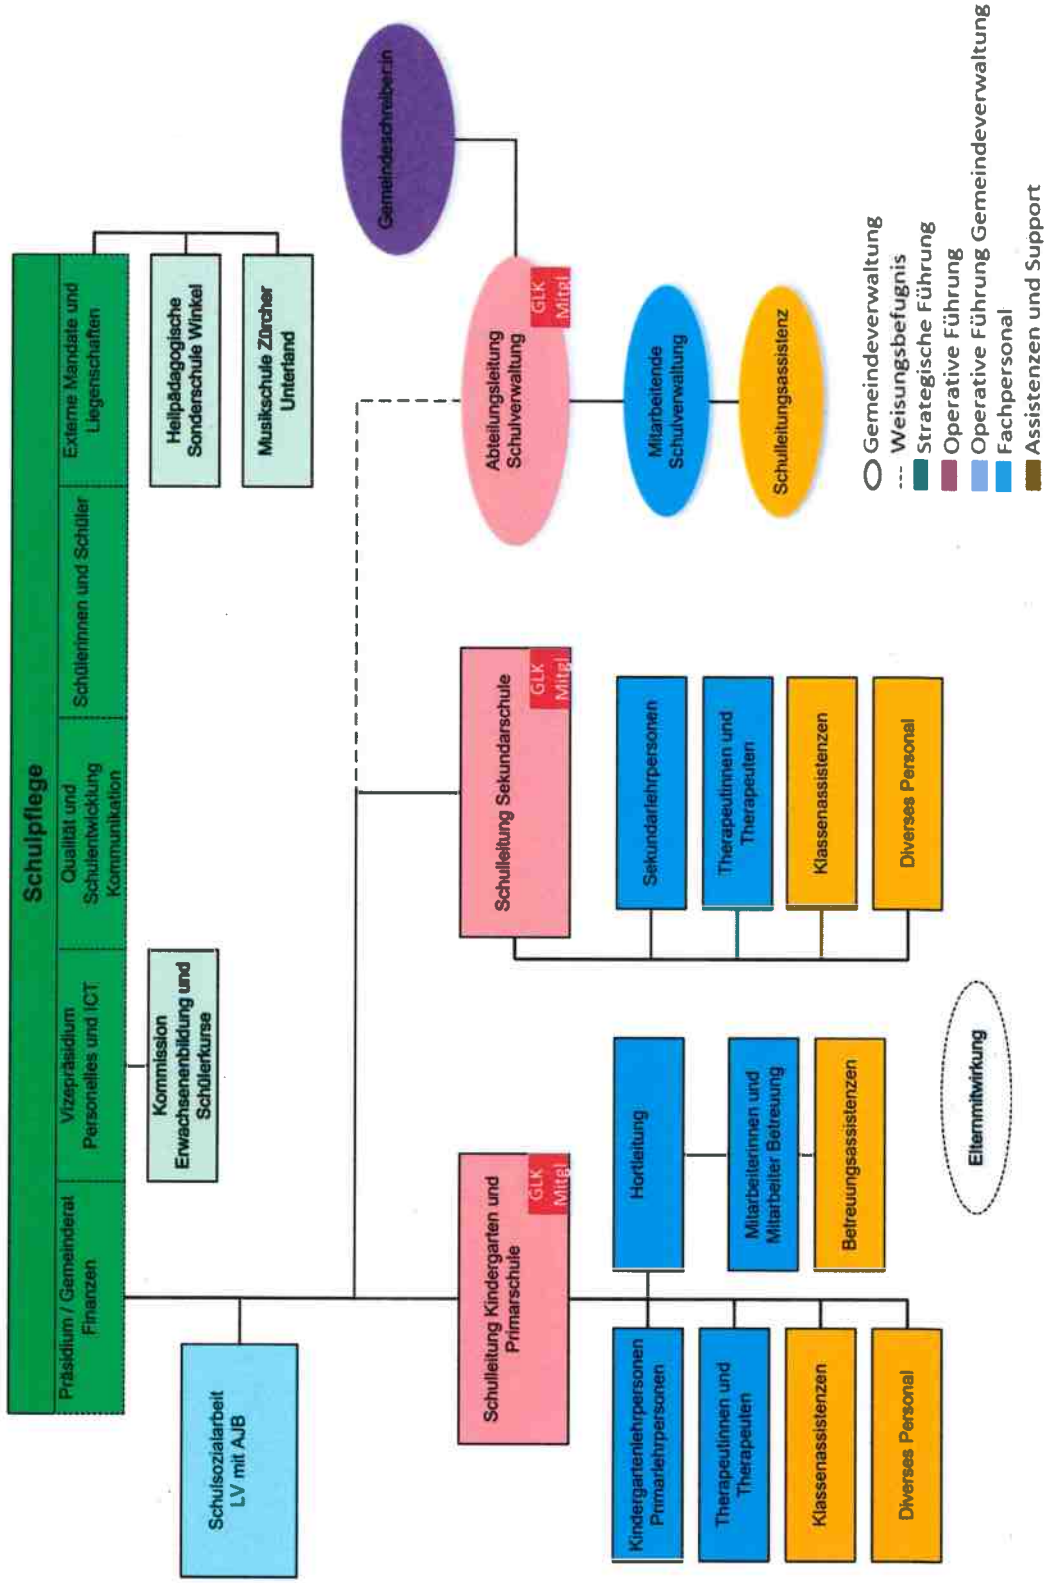 Schulpflege
Präsidium / Gemeinderat
Finanzen
Vizepräsidium
Personelles und ICT
Qualität und
Schulentwicklung
Kommunikation
Schülerinnen und Schüler
Externe Mandate und
Liegenschaften
Schulsozialarbeit
LV mit AJB
Kommission
Erwachsenenbildung und
Schülerkurse
Heilpädagogische
Sonderschule Winkel
Musikschule Zürcher
Unterland
Gemeindeschreiber:in
Schulleitung Kindergarten und
Primarschule
GLK
Mitgl
Schulleitung Sekundarschule
GLK
Mitgl
Abteilungsleitung
Schulverwaltung
GLK
Mitgl
Kindergartenlehrpersonen
Primarlehrpersonen
Therapeutinnen und
Therapeuten
Klassenassistenzen
Diverses Personal
Hortleitung
Mitarbeiterinnen und
Mitarbeiter Betreuung
Betreuungsassistenzen
Sekundarlehrpersonen
Therapeutinnen und
Therapeuten
Klassenassistenzen
Diverses Personal
Mitarbeitende
Schulverwaltung
Schulleitungsassistenz
Elternmitwirkung
Gemeindeverwaltung
Weisungsbefugnis
Strategische Führung
Operative Führung
Operative Führung Gemeindeverwaltung
Fachpersonal
Assistenzen und Support